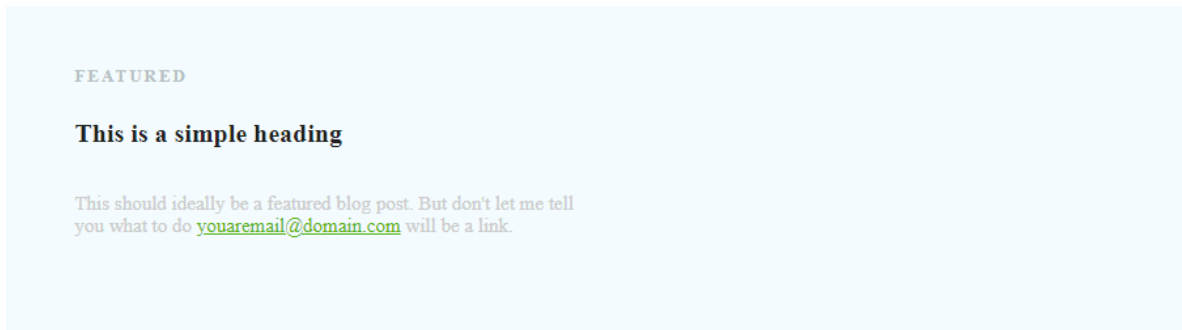 FEATURED
This is a simple heading
This should ideally be a featured blog post. But don't let me tell
you what to do youaremail@domain.com will be a link.